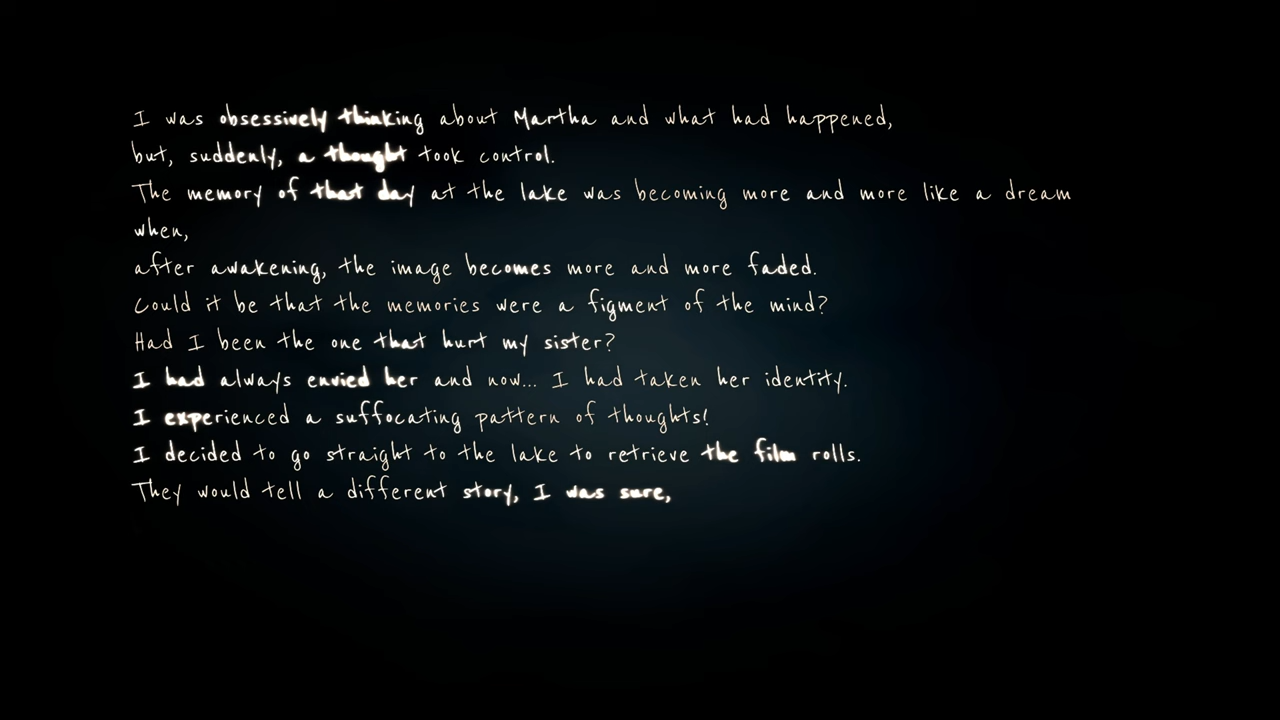 I was obsessively thinking about Martha and what had happened,
but, suddenly, a thought took control.
The memory of that day at the lake was becoming more and more like a dream
when,
after awakening, the image becomes more and more faded.
Could it be that the memories were a figment of the mind?
Had I been the one that hurt my sister?
I had always envied her and now... I had taken her identity.
I experienced a suffocating pattern of thoughts!
I decided to go straight to the lake to retrieve the film rolls.
They would tell a different story, I was sure,